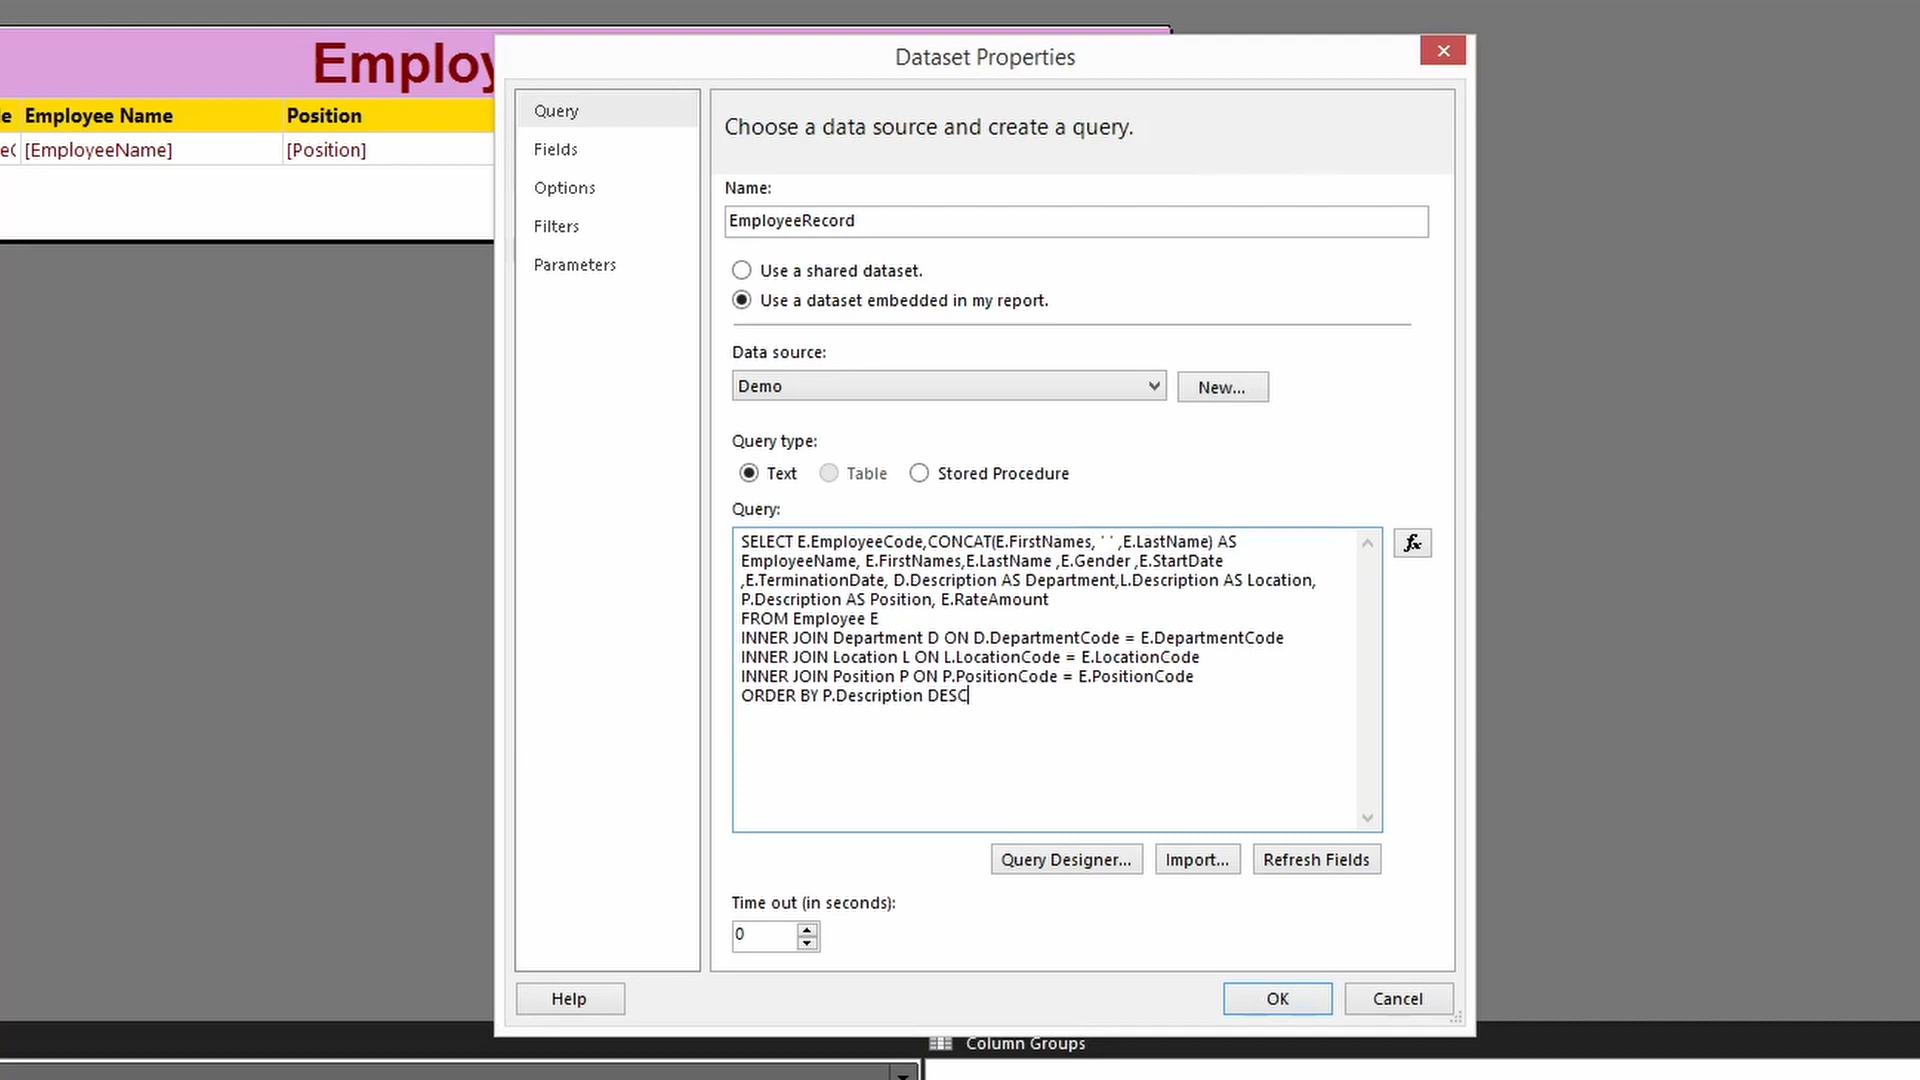 Employ
Employee Name
Position
[EmployeeName]
[Position]
Dataset Properties
Query
Fields
Options
Filters
Parameters
Choose a data source and create a query.
Name:
EmployeeRecord
Use a shared dataset.
Use a dataset embedded in my report.
Data source:
Demo
New...
Query type:
Text
Table
Stored Procedure
Query:
SELECT E.EmployeeCode,CONCAT(E.FirstNames, ' ' ,E.LastName) AS
EmployeeName, E.FirstNames,E.LastName ,E.Gender ,E.StartDate
,E.TerminationDate, D.Description AS Department,L.Description AS Location,
P.Description AS Position, E.RateAmount
FROM Employee E
INNER JOIN Department D ON D.DepartmentCode = E.DepartmentCode
INNER JOIN Location L ON L.LocationCode = E.LocationCode
INNER JOIN Position P ON P.PositionCode = E.PositionCode
ORDER BY P.Description DESC
fx
Query Designer...
Import...
Refresh Fields
Time out (in seconds):
0
Help
OK
Cancel
Column Groups